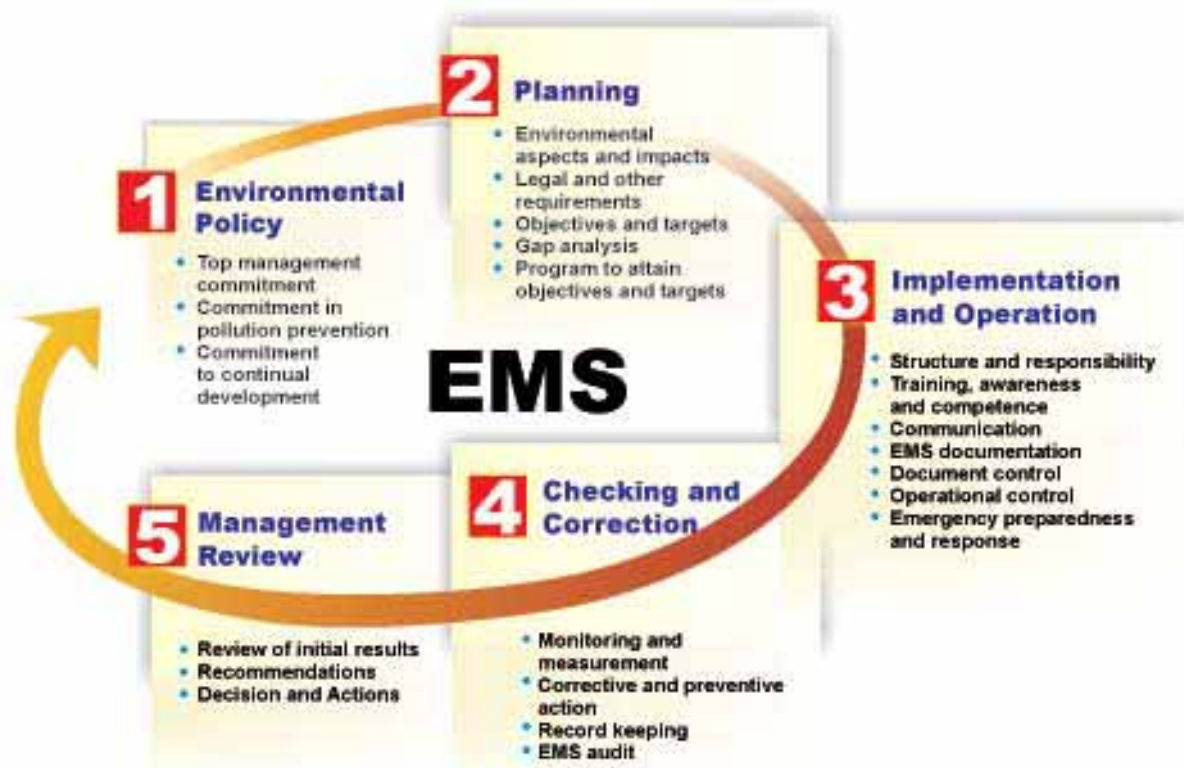 1
Environmental
Policy
• Top management
commitment
• Commitment in
pollution prevention
• Commitment
to continual
development
2
Planning
• Environmental
aspects and impacts
• Legal and other
requirements
• Objectives and targets
• Gap analysis
• Program to attain
objectives and targets
3
Implementation
and Operation
• Structure and responsibility
• Training, awareness
and competence
• Communication
• EMS documentation
• Document control
• Operational control
• Emergency preparedness
and response
EMS
4
Checking and
Correction
• Monitoring and
measurement
• Corrective and preventive
action
• Record keeping
• EMS audit
5
Management
Review
• Review of initial results
• Recommendations
• Decision and Actions